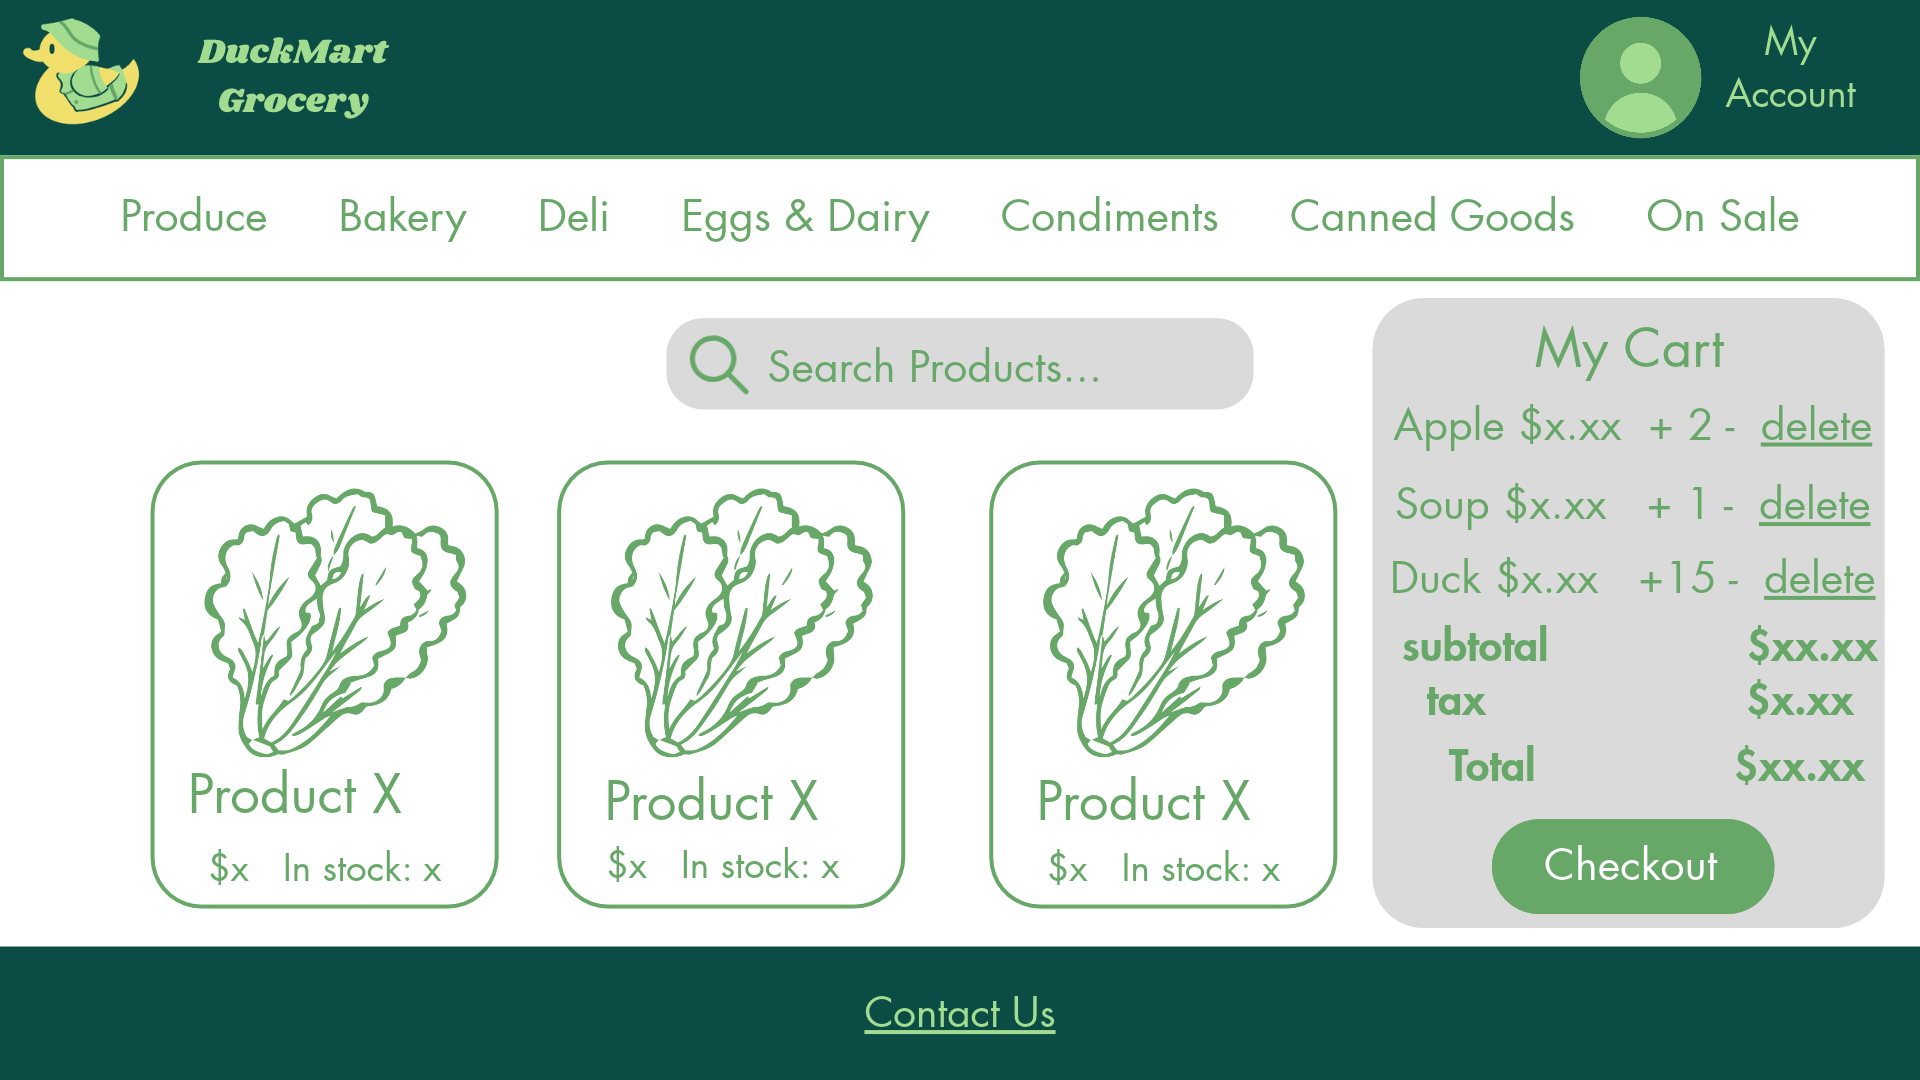 DuckMart
Grocery
My
Account
Produce Bakery Deli Eggs & Dairy Condiments Canned Goods On Sale
Search Products...
Product X
$x In stock: x
Product X
$x In stock: x
Product X
$x In stock: x
My Cart
Apple $x.xx + 2 - delete
Soup $x.xx + 1 - delete
Duck $x.xx +15 - delete
subtotal $xx.xx
tax $x.xx
Total $xx.xx
Checkout
Contact Us